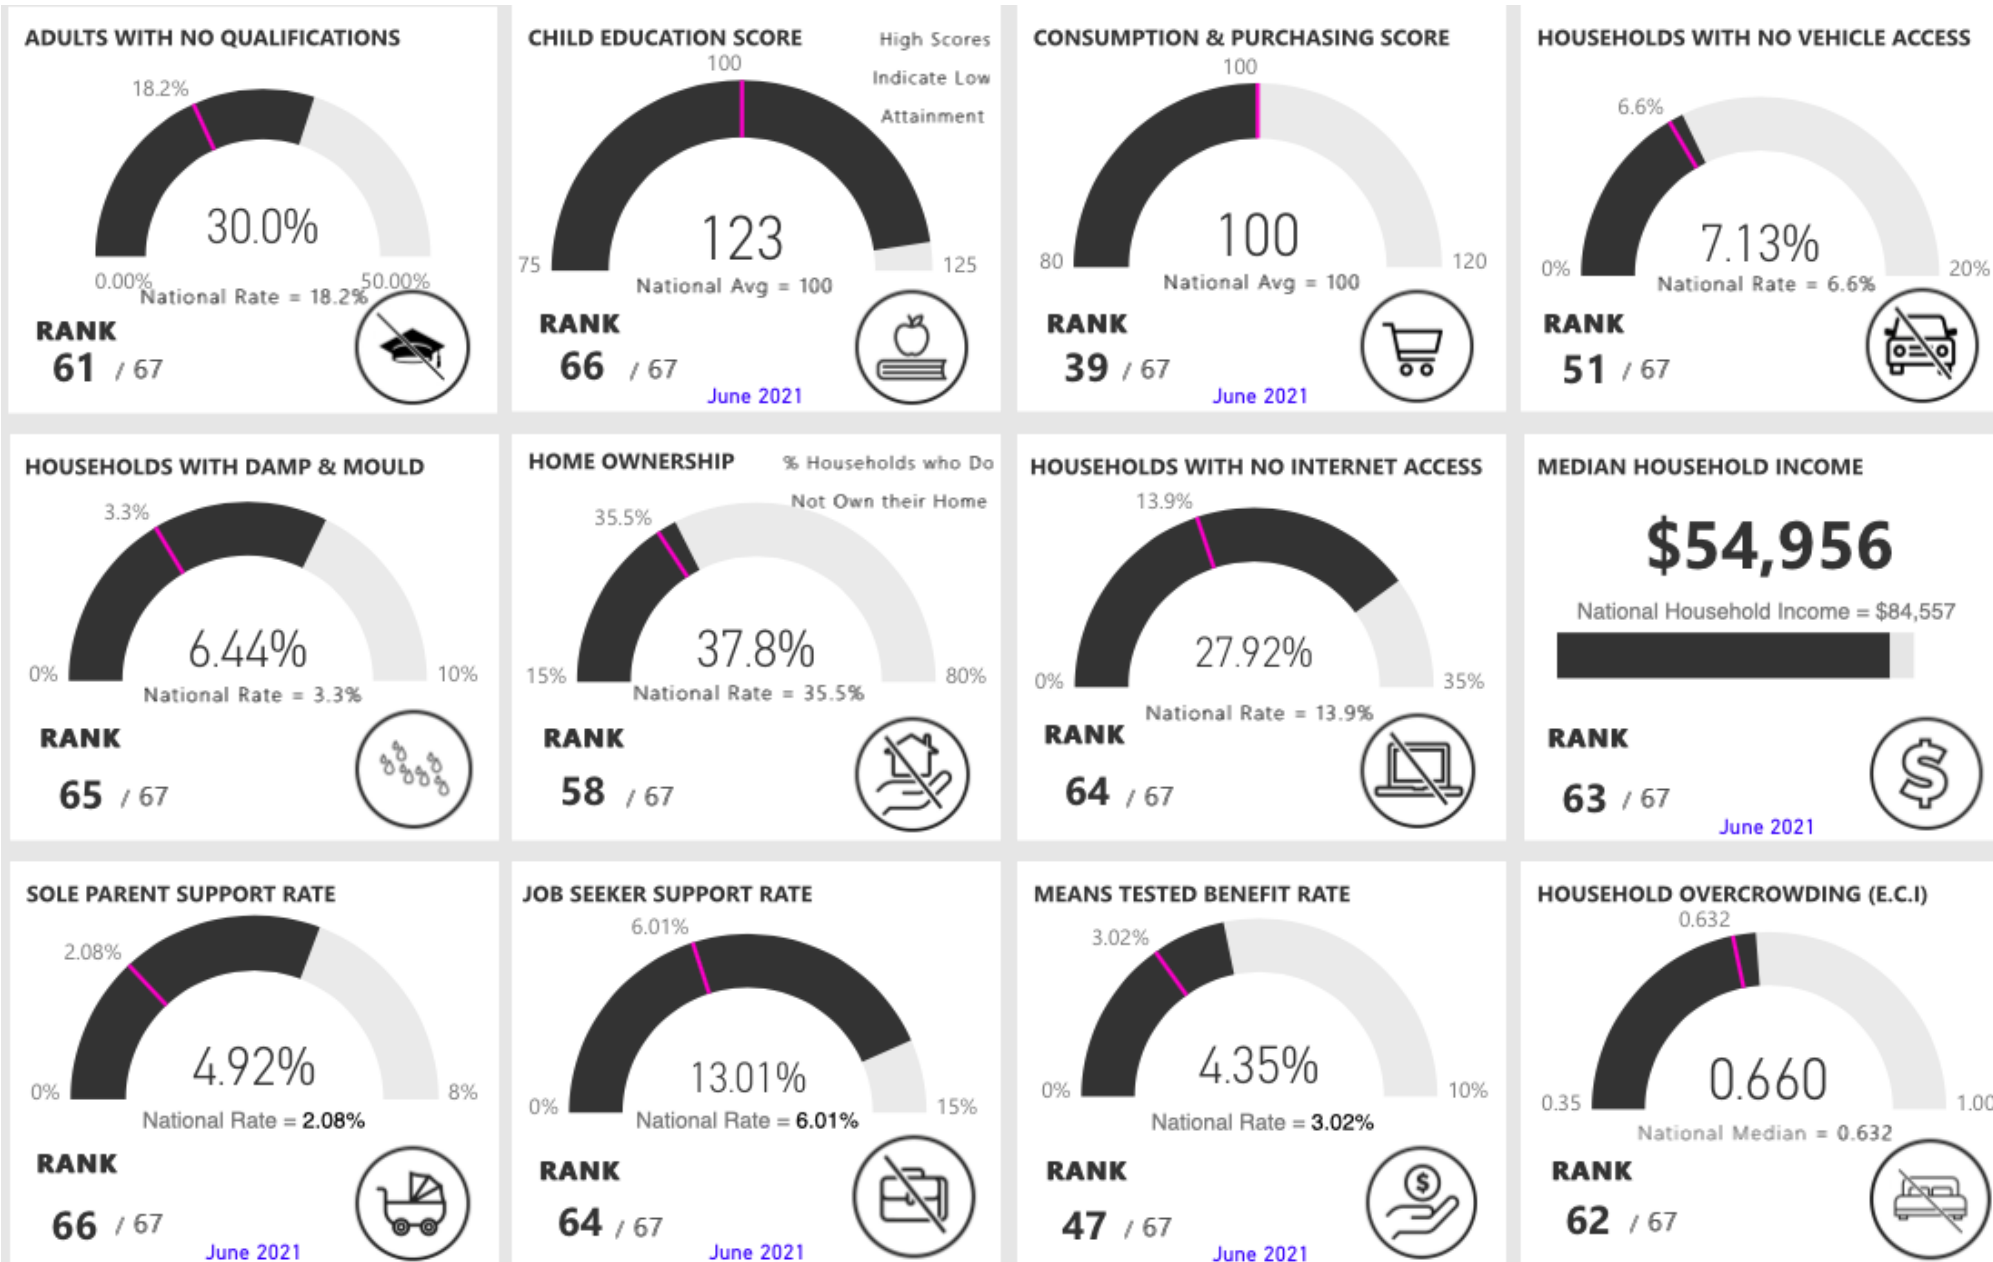 ADULTS WITH NO QUALIFICATIONS
18.2%
30.0%
0.00%
50.00%
National Rate = 18.2%
RANK
61 / 67
CHILD EDUCATION SCORE
High Scores
Indicate Low
Attainment
100
123
75
125
National Avg = 100
RANK
66 / 67
June 2021
CONSUMPTION & PURCHASING SCORE
100
100
80
120
National Avg = 100
RANK
39 / 67
June 2021
HOUSEHOLDS WITH NO VEHICLE ACCESS
6.6%
7.13%
0%
20%
National Rate = 6.6%
RANK
51 / 67
HOUSEHOLDS WITH DAMP & MOULD
3.3%
6.44%
0%
10%
National Rate = 3.3%
RANK
65 / 67
HOME OWNERSHIP
% Households who Do
Not Own their Home
35.5%
37.8%
15%
80%
National Rate = 35.5%
RANK
58 / 67
HOUSEHOLDS WITH NO INTERNET ACCESS
13.9%
27.92%
0%
35%
National Rate = 13.9%
RANK
64 / 67
MEDIAN HOUSEHOLD INCOME
$54,956
National Household Income = $84,557
RANK
63 / 67
June 2021
$
SOLE PARENT SUPPORT RATE
2.08%
4.92%
0%
8%
National Rate = 2.08%
RANK
66 / 67
June 2021
JOB SEEKER SUPPORT RATE
6.01%
13.01%
0%
15%
National Rate = 6.01%
RANK
64 / 67
June 2021
MEANS TESTED BENEFIT RATE
3.02%
4.35%
0%
10%
National Rate = 3.02%
RANK
47 / 67
June 2021
$
HOUSEHOLD OVERCROWDING (E.C.I)
0.632
0.660
0.35
1.00
National Median = 0.632
RANK
62 / 67